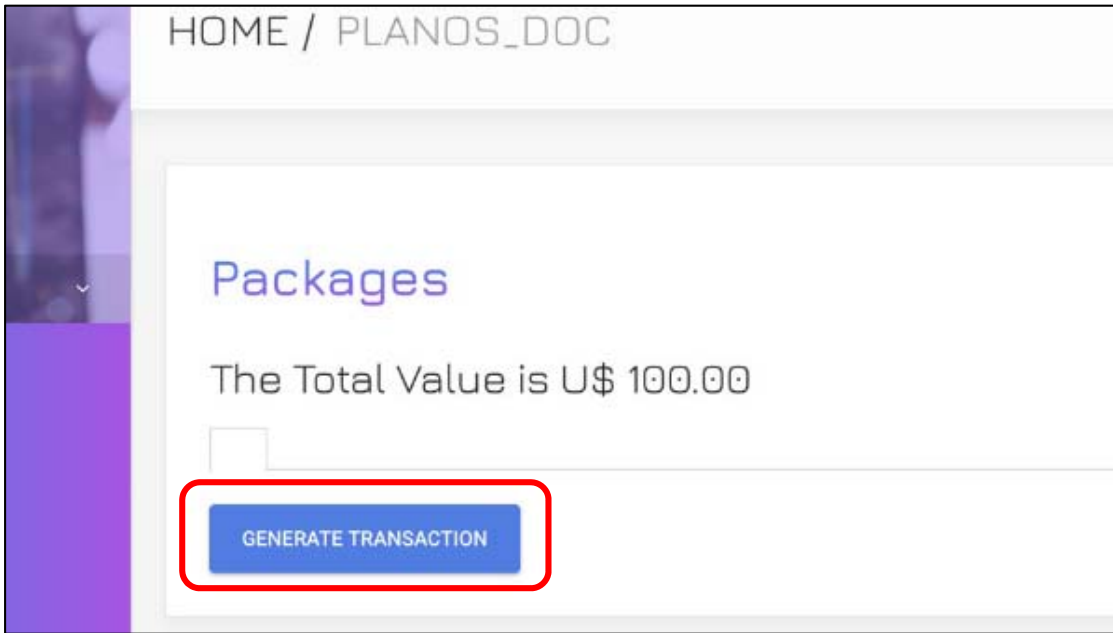 HOME / PLANOS_DOC
Packages
The Total Value is U$ 100.00
GENERATE TRANSACTION